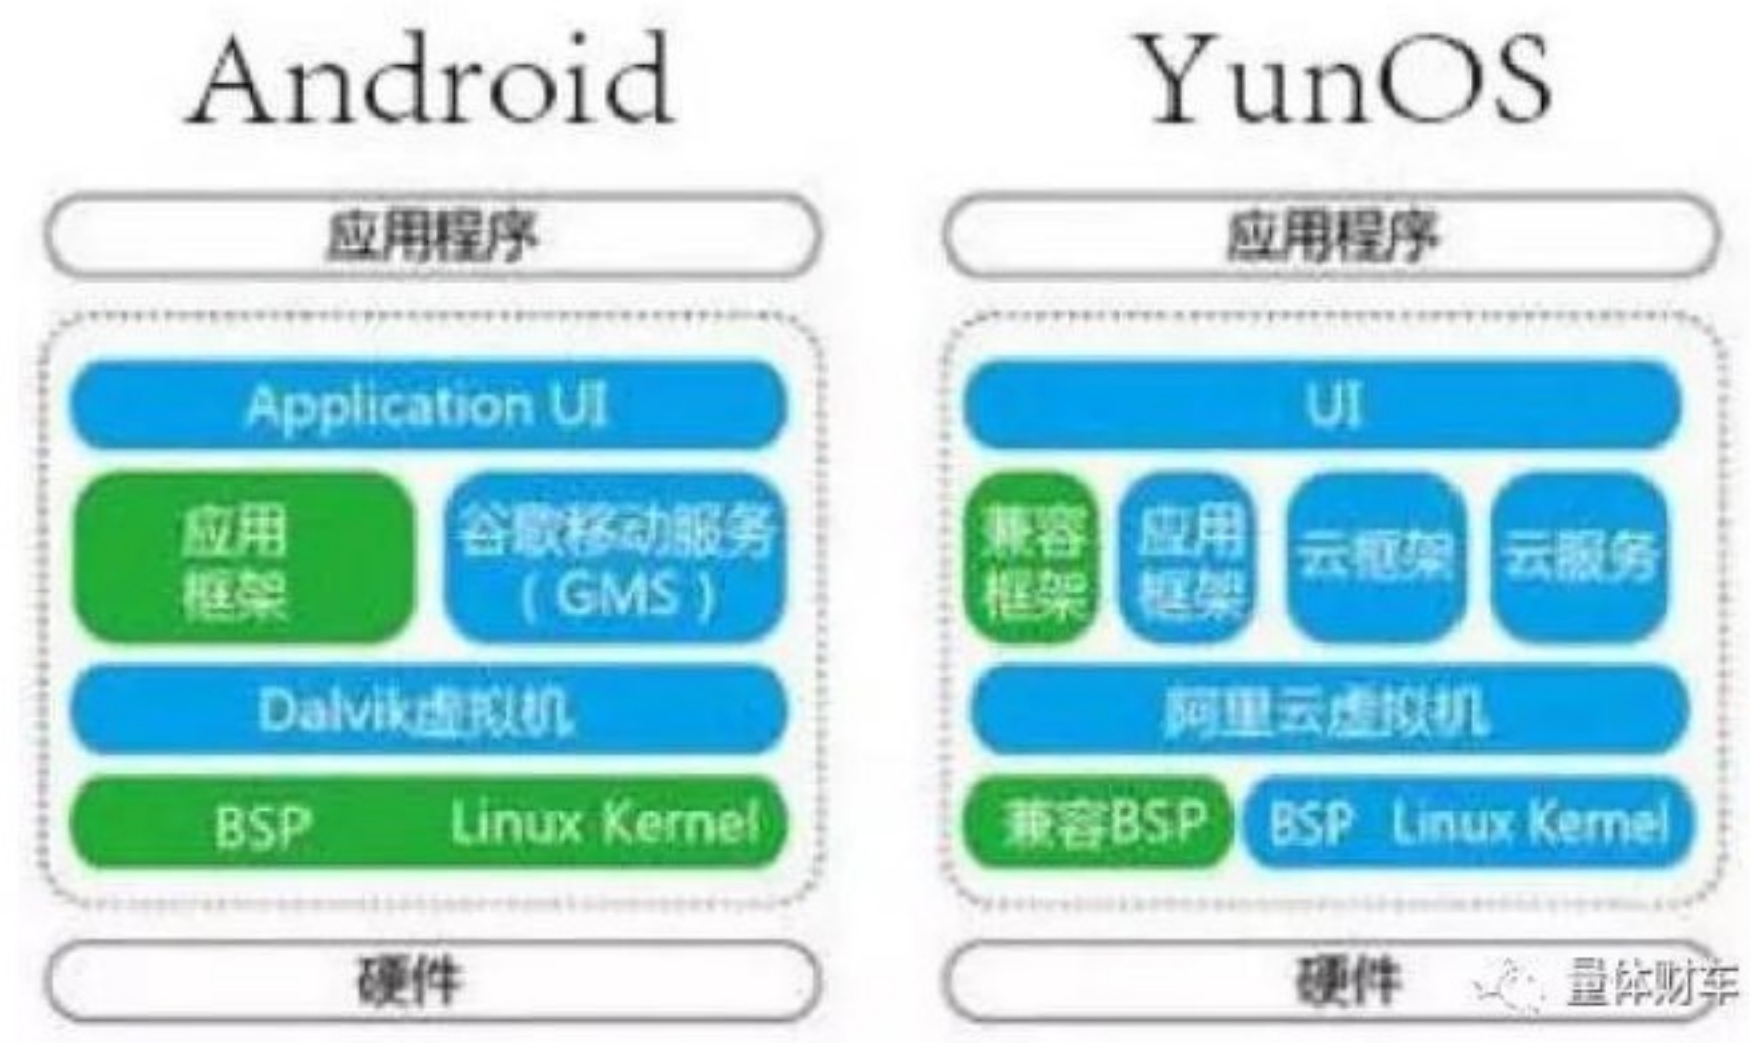 Android
应用程序
Application UI
应用
框架
谷歌移动服务
(GMS)
Dalvik虚拟机
BSP Linux Kernel
硬件
YunOS
应用程序
UI
兼容
框架
应用
框架
云框架
云服务
阿里云虚拟机
兼容BSP
BSP Linux Kernel
硬件
量体财车